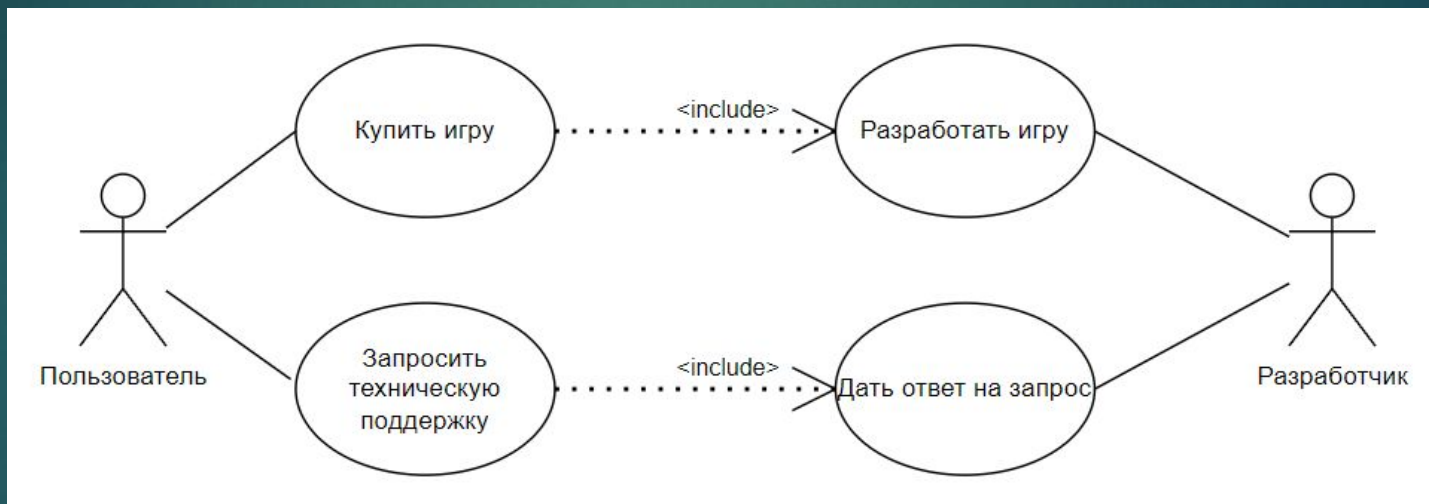 Купить игру
<include>
Разработать игру
Пользователь
Запросить
техническую
поддержку
<include>
Дать ответ на запрос
Разработчик